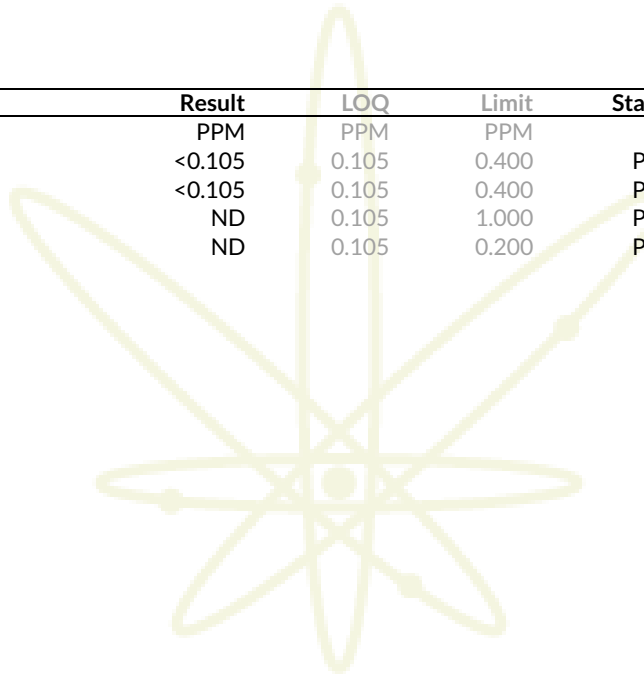 Result LOQ Limit Sta
PPM PPM PPM
<0.105 0.105 0.400 P
<0.105 0.105 0.400 P
ND 0.105 1.000 P
ND 0.105 0.200 P